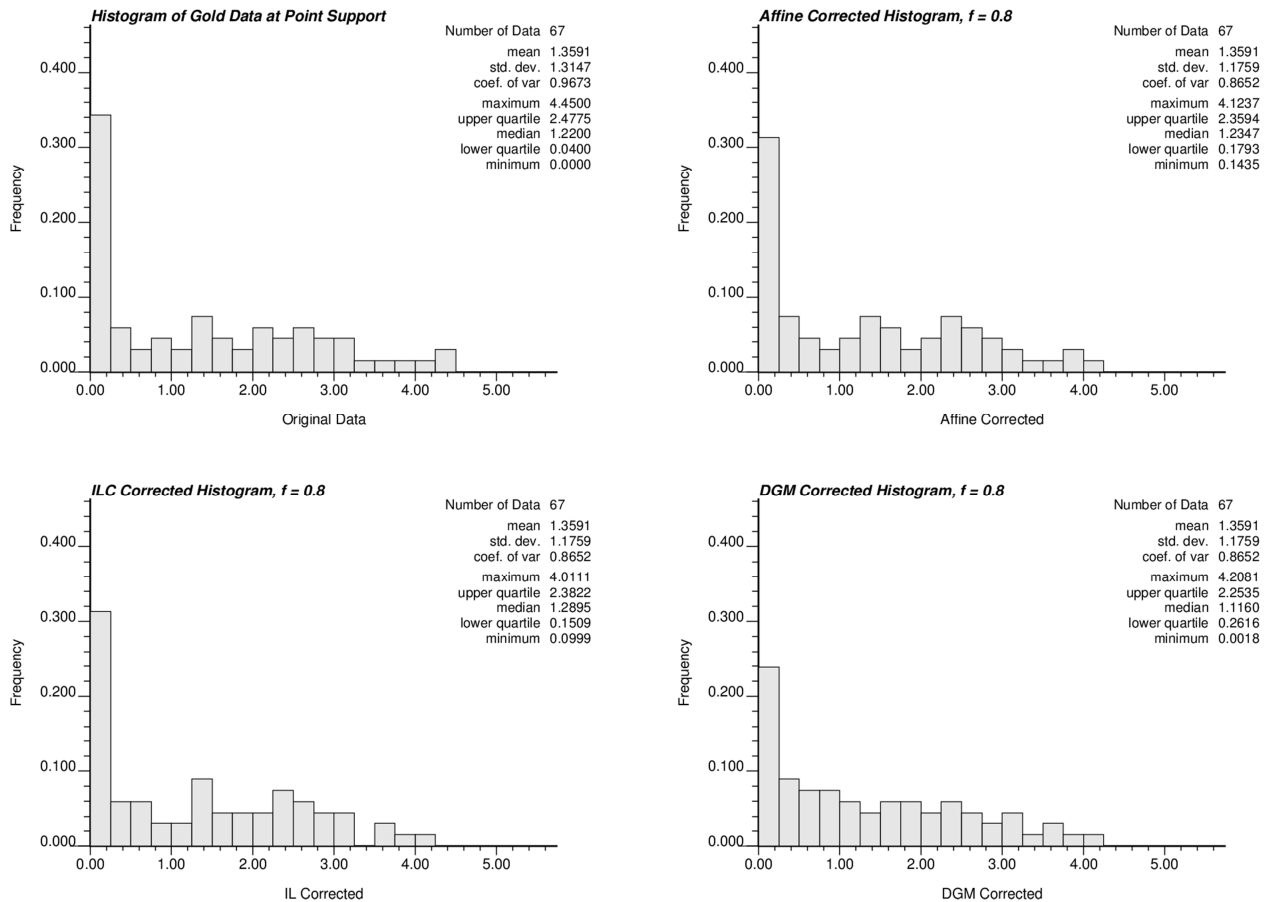 Histogram of Gold Data at Point Support
Number of Data 67
mean 1.3591
std. dev. 1.3147
coef. of var 0.9673
maximum 4.4500
upper quartile 2.4775
median 1.2200
lower quartile 0.0400
minimum 0.0000
Frequency
0.400
0.300
0.200
0.100
0.000
0.00 1.00 2.00 3.00 4.00 5.00
Original Data
Affine Corrected Histogram, f = 0.8
Number of Data 67
mean 1.3591
std. dev. 1.1759
coef. of var 0.8652
maximum 4.1237
upper quartile 2.3594
median 1.2347
lower quartile 0.1793
minimum 0.1435
Frequency
0.400
0.300
0.200
0.100
0.000
0.00 1.00 2.00 3.00 4.00 5.00
Affine Corrected
ILC Corrected Histogram, f = 0.8
Number of Data 67
mean 1.3591
std. dev. 1.1759
coef. of var 0.8652
maximum 4.0111
upper quartile 2.3822
median 1.2895
lower quartile 0.1509
minimum 0.0999
Frequency
0.400
0.300
0.200
0.100
0.000
0.00 1.00 2.00 3.00 4.00 5.00
IL Corrected
DGM Corrected Histogram, f = 0.8
Number of Data 67
mean 1.3591
std. dev. 1.1759
coef. of var 0.8652
maximum 4.2081
upper quartile 2.2535
median 1.1160
lower quartile 0.2616
minimum 0.0018
Frequency
0.400
0.300
0.200
0.100
0.000
0.00 1.00 2.00 3.00 4.00 5.00
DGM Corrected